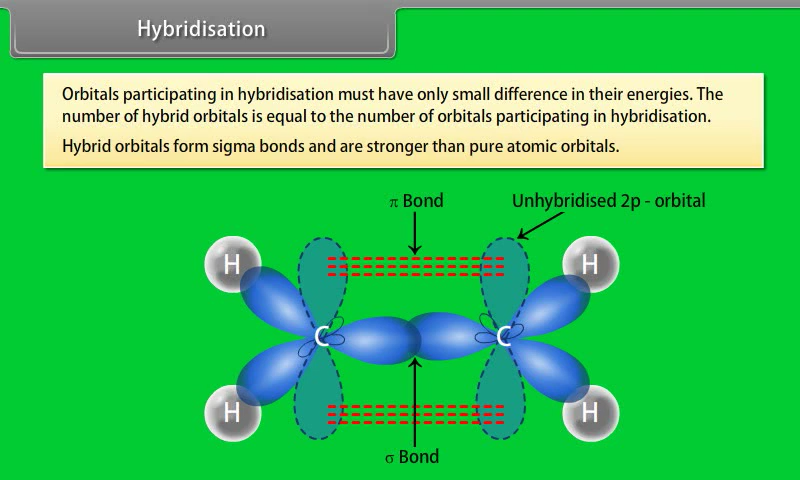 Hybridisation
Orbitals participating in hybridisation must have only small difference in their energies. The
number of hybrid orbitals is equal to the number of orbitals participating in hybridisation.
Hybrid orbitals form sigma bonds and are stronger than pure atomic orbitals.
π Bond
Unhybridised 2p - orbital
H
H
C
C
H
H
σ Bond